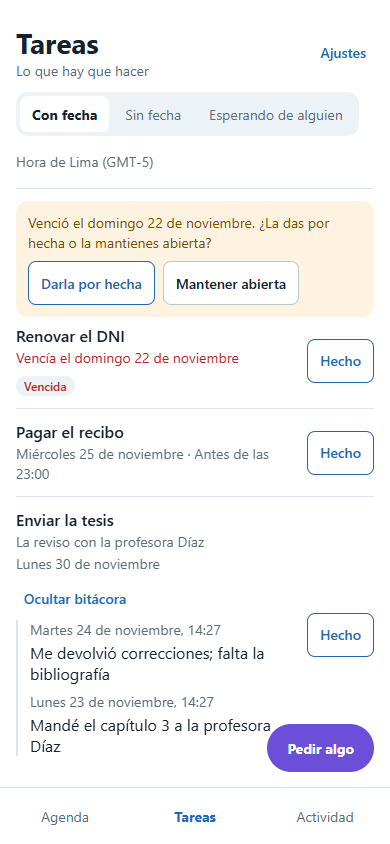 Tareas
Ajustes
Lo que hay que hacer
Con fecha
Sin fecha
Esperando de alguien
Hora de Lima (GMT-5)
Venció el domingo 22 de noviembre. ¿La das por
hecha o la mantienes abierta?
Darla por hecha
Mantener abierta
Renovar el DNI
Vencía el domingo 22 de noviembre
Vencida
Hecho
Pagar el recibo
Miércoles 25 de noviembre · Antes de las
23:00
Hecho
Enviar la tesis
La reviso con la profesora Díaz
Lunes 30 de noviembre
Ocultar bitácora
Martes 24 de noviembre, 14:27
Me devolvió correcciones; falta la
bibliografía
Hecho
Lunes 23 de noviembre, 14:27
Mandé el capítulo 3 a la profesora
Díaz
Pedir algo
Agenda
Tareas
Actividad